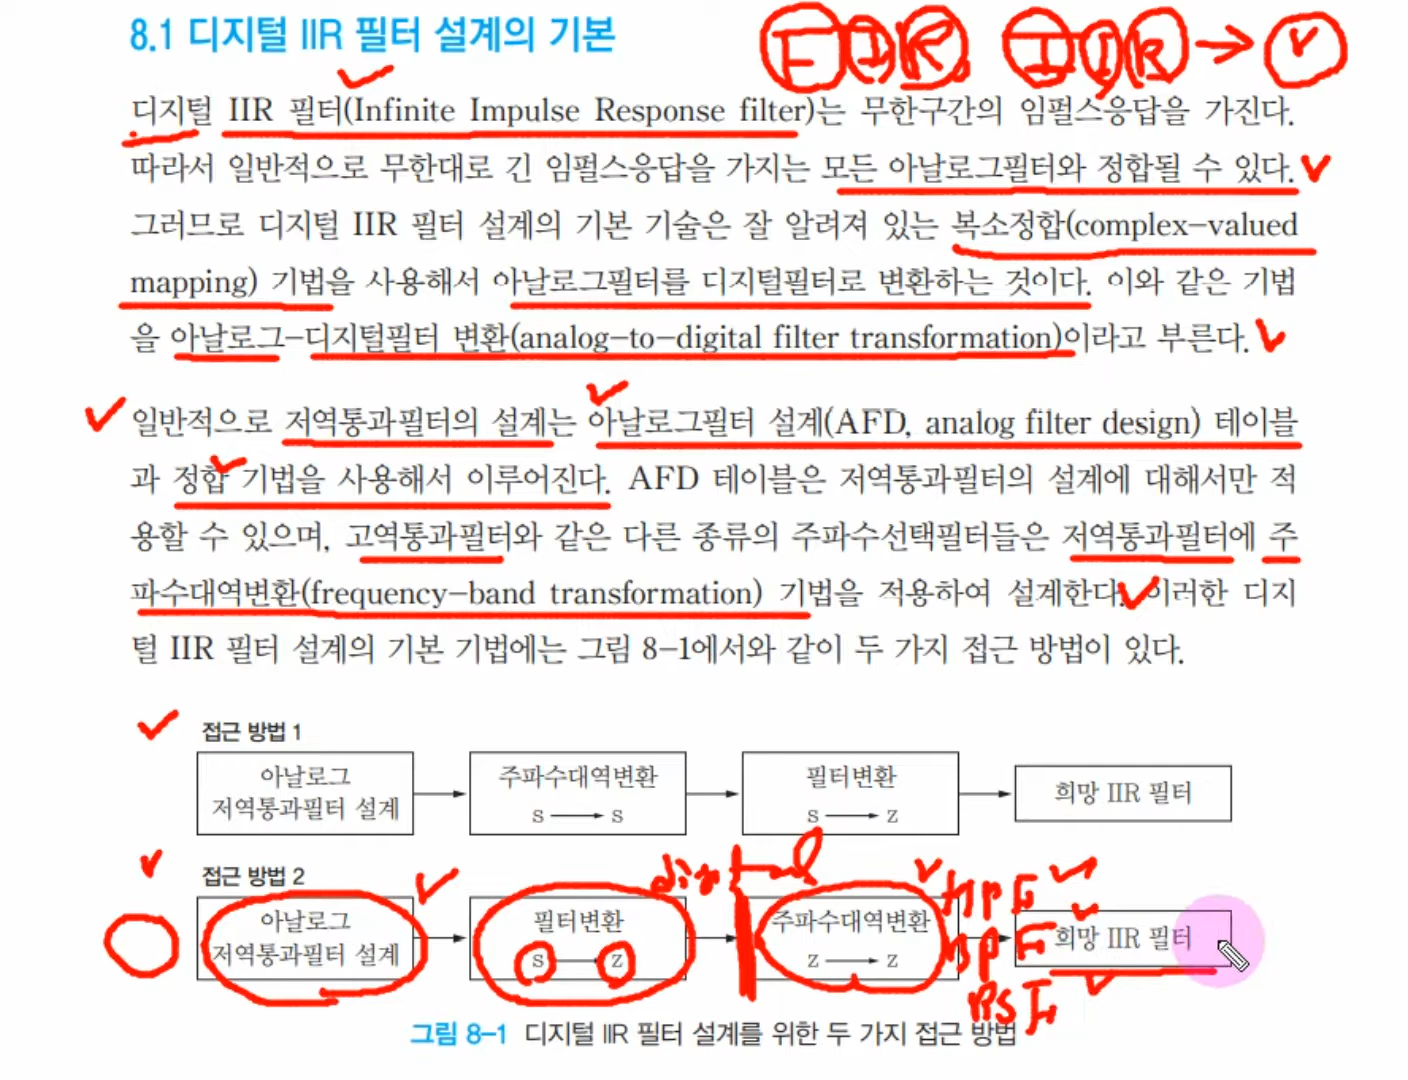 8.1 디지털 IIR 필터 설계의 기본
FIR IIR → ✓
디지털 IIR 필터(Infinite Impulse Response filter)는 무한구간의 임펄스응답을 가진다.
따라서 일반적으로 무한대로 긴 임펄스응답을 가지는 모든 아날로그필터와 정합될 수 있다.
그러므로 디지털 IIR 필터 설계의 기본 기술은 잘 알려져 있는 복소정합(complex-valued
mapping) 기법을 사용해서 아날로그필터를 디지털필터로 변환하는 것이다. 이와 같은 기법
을 아날로그-디지털필터 변환(analog-to-digital filter transformation)이라고 부른다.
일반적으로 저역통과필터의 설계는 아날로그필터 설계(AFD, analog filter design) 테이블
과 정합 기법을 사용해서 이루어진다. AFD 테이블은 저역통과필터의 설계에 대해서만 적
용할 수 있으며, 고역통과필터와 같은 다른 종류의 주파수선택필터들은 저역통과필터에 주
파수대역변환(frequency-band transformation) 기법을 적용하여 설계한다. 이러한 디지
털 IIR 필터 설계의 기본 기법에는 그림 8-1에서와 같이 두 가지 접근 방법이 있다.
접근 방법 1
아날로그
저역통과필터 설계
주파수대역변환
s → s
필터변환
s → z
희망 IIR 필터
접근 방법 2
아날로그
저역통과필터 설계
필터변환
s → z
digital
주파수대역변환
z → z
HPF
BPF
BSF
희망 IIR 필터
그림 8-1 디지털 IIR 필터 설계를 위한 두 가지 접근 방법